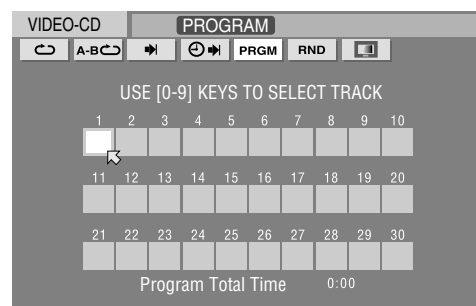 VIDEO-CD PROGRAM
A-B PRGM RND
USE [0-9] KEYS TO SELECT TRACK
1 2 3 4 5 6 7 8 9 10
11 12 13 14 15 16 17 18 19 20
21 22 23 24 25 26 27 28 29 30
Program Total Time 0:00